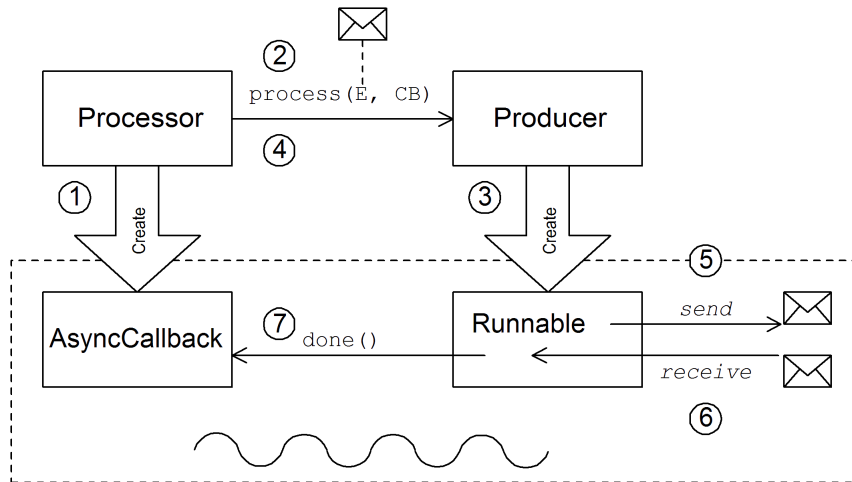 2
process(E, CB)
Processor
Producer
4
1
Create
3
Create
5
AsyncCallback
7
done()
Runnable
send
receive
6